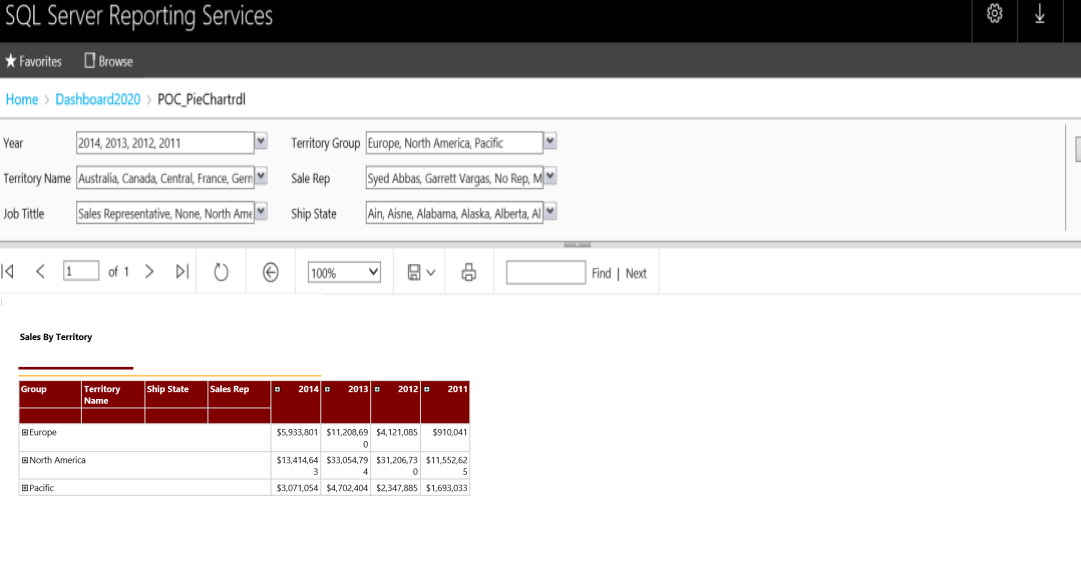 SQL Server Reporting Services
Favorites Browse
Home > Dashboard2020 > POC_PieChartrdl
Year 2014, 2013, 2012, 2011 Territory Group Europe, North America, Pacific
Territory Name Australia, Canada, Central, France, Gern Sale Rep Syed Abbas, Garrett Vargas, No Rep, M
Job Tittle Sales Representative, None, North Ame Ship State Ain, Aisne, Alabama, Alaska, Alberta, Al
1 of 1 100% Find | Next
Sales By Territory
Group Territory Ship State Sales Rep 2014 2013 2012 2011
Name
Europe $5,933,801 $11,208,69 $4,121,085 $910,041
0
North America $13,414,64 $33,054,79 $31,206,73 $11,552,62
3 4 0 5
Pacific $3,071,054 $4,702,404 $2,347,885 $1,693,033